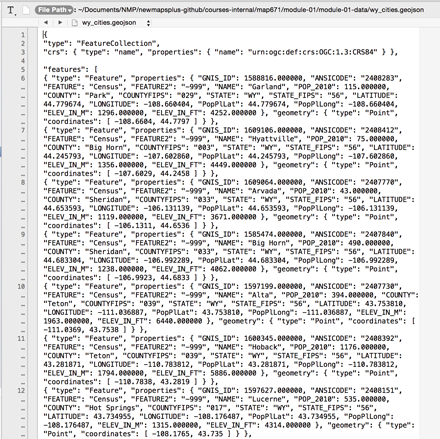 File Path ▾ : ~/Documents/NMP/newmapsplus-github/courses-internal/map671/module-01/module-01-data/wy_cities.geojson
wy_cities.geojson
1 {
2 "type": "FeatureCollection",
3 "crs": { "type": "name", "properties": { "name": "urn:ogc:def:crs:OGC:1.3:CRS84" } },
4
5 "features": [
6 { "type": "Feature", "properties": { "GNIS_ID": 1588816.000000, "ANSICODE": "2408283",
"FEATURE": "Census", "FEATURE2": "-999", "NAME": "Garland", "POP_2010": 115.000000,
"COUNTY": "Park", "COUNTYFIPS": "029", "STATE": "WY", "STATE_FIPS": "56", "LATITUDE":
44.779674, "LONGITUDE": -108.660404, "PopPlLat": 44.779674, "PopPlLong": -108.660404,
"ELEV_IN_M": 1296.000000, "ELEV_IN_FT": 4252.000000 }, "geometry": { "type": "Point",
"coordinates": [ -108.6604, 44.7797 ] } },
7 { "type": "Feature", "properties": { "GNIS_ID": 1609106.000000, "ANSICODE": "2408412",
"FEATURE": "Census", "FEATURE2": "-999", "NAME": "Hyattville", "POP_2010": 75.000000,
"COUNTY": "Big Horn", "COUNTYFIPS": "003", "STATE": "WY", "STATE_FIPS": "56", "LATITUDE":
44.245793, "LONGITUDE": -107.602860, "PopPlLat": 44.245793, "PopPlLong": -107.602860,
"ELEV_IN_M": 1356.000000, "ELEV_IN_FT": 4449.000000 }, "geometry": { "type": "Point",
"coordinates": [ -107.6029, 44.2458 ] } },
8 { "type": "Feature", "properties": { "GNIS_ID": 1609064.000000, "ANSICODE": "2407770",
"FEATURE": "Census", "FEATURE2": "-999", "NAME": "Arvada", "POP_2010": 43.000000,
"COUNTY": "Sheridan", "COUNTYFIPS": "033", "STATE": "WY", "STATE_FIPS": "56", "LATITUDE":
44.653593, "LONGITUDE": -106.131139, "PopPlLat": 44.653593, "PopPlLong": -106.131139,
"ELEV_IN_M": 1119.000000, "ELEV_IN_FT": 3671.000000 }, "geometry": { "type": "Point",
"coordinates": [ -106.1311, 44.6536 ] } },
9 { "type": "Feature", "properties": { "GNIS_ID": 1585474.000000, "ANSICODE": "2407840",
"FEATURE": "Census", "FEATURE2": "-999", "NAME": "Big Horn", "POP_2010": 490.000000,
"COUNTY": "Sheridan", "COUNTYFIPS": "033", "STATE": "WY", "STATE_FIPS": "56", "LATITUDE":
44.683304, "LONGITUDE": -106.992289, "PopPlLat": 44.683304, "PopPlLong": -106.992289,
"ELEV_IN_M": 1238.000000, "ELEV_IN_FT": 4062.000000 }, "geometry": { "type": "Point",
"coordinates": [ -106.9923, 44.6833 ] } },
10 { "type": "Feature", "properties": { "GNIS_ID": 1597199.000000, "ANSICODE": "2407730",
"FEATURE": "Census", "FEATURE2": "-999", "NAME": "Alta", "POP_2010": 394.000000, "COUNTY":
"Teton", "COUNTYFIPS": "039", "STATE": "WY", "STATE_FIPS": "56", "LATITUDE": 43.753810,
"LONGITUDE": -111.036887, "PopPlLat": 43.753810, "PopPlLong": -111.036887, "ELEV_IN_M":
1963.000000, "ELEV_IN_FT": 6440.000000 }, "geometry": { "type": "Point", "coordinates": [
-111.0369, 43.7538 ] } },
11 { "type": "Feature", "properties": { "GNIS_ID": 1600345.000000, "ANSICODE": "2408392",
"FEATURE": "Census", "FEATURE2": "-999", "NAME": "Hoback", "POP_2010": 1176.000000,
"COUNTY": "Teton", "COUNTYFIPS": "039", "STATE": "WY", "STATE_FIPS": "56", "LATITUDE":
43.281871, "LONGITUDE": -110.783812, "PopPlLat": 43.281871, "PopPlLong": -110.783812,
"ELEV_IN_M": 1794.000000, "ELEV_IN_FT": 5886.000000 }, "geometry": { "type": "Point",
"coordinates": [ -110.7838, 43.2819 ] } },
12 { "type": "Feature", "properties": { "GNIS_ID": 1597627.000000, "ANSICODE": "2408151",
"FEATURE": "Census", "FEATURE2": "-999", "NAME": "Lucerne", "POP_2010": 535.000000,
"COUNTY": "Hot Springs", "COUNTYFIPS": "017", "STATE": "WY", "STATE_FIPS": "56",
"LATITUDE": 43.734955, "LONGITUDE": -108.176487, "PopPlLat": 43.734955, "PopPlLong":
-108.176487, "ELEV_IN_M": 1315.000000, "ELEV_IN_FT": 4314.000000 }, "geometry": { "type":
"Point", "coordinates": [ -108.1765, 43.735 ] } },